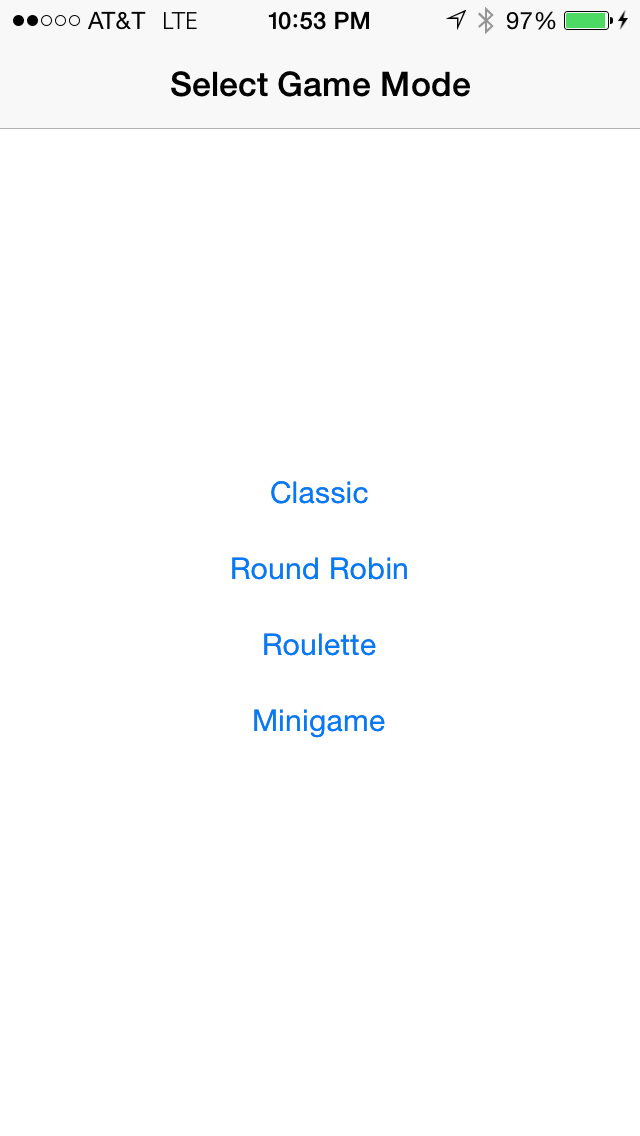 AT&T LTE 10:53 PM 97%
Select Game Mode
Classic
Round Robin
Roulette
Minigame